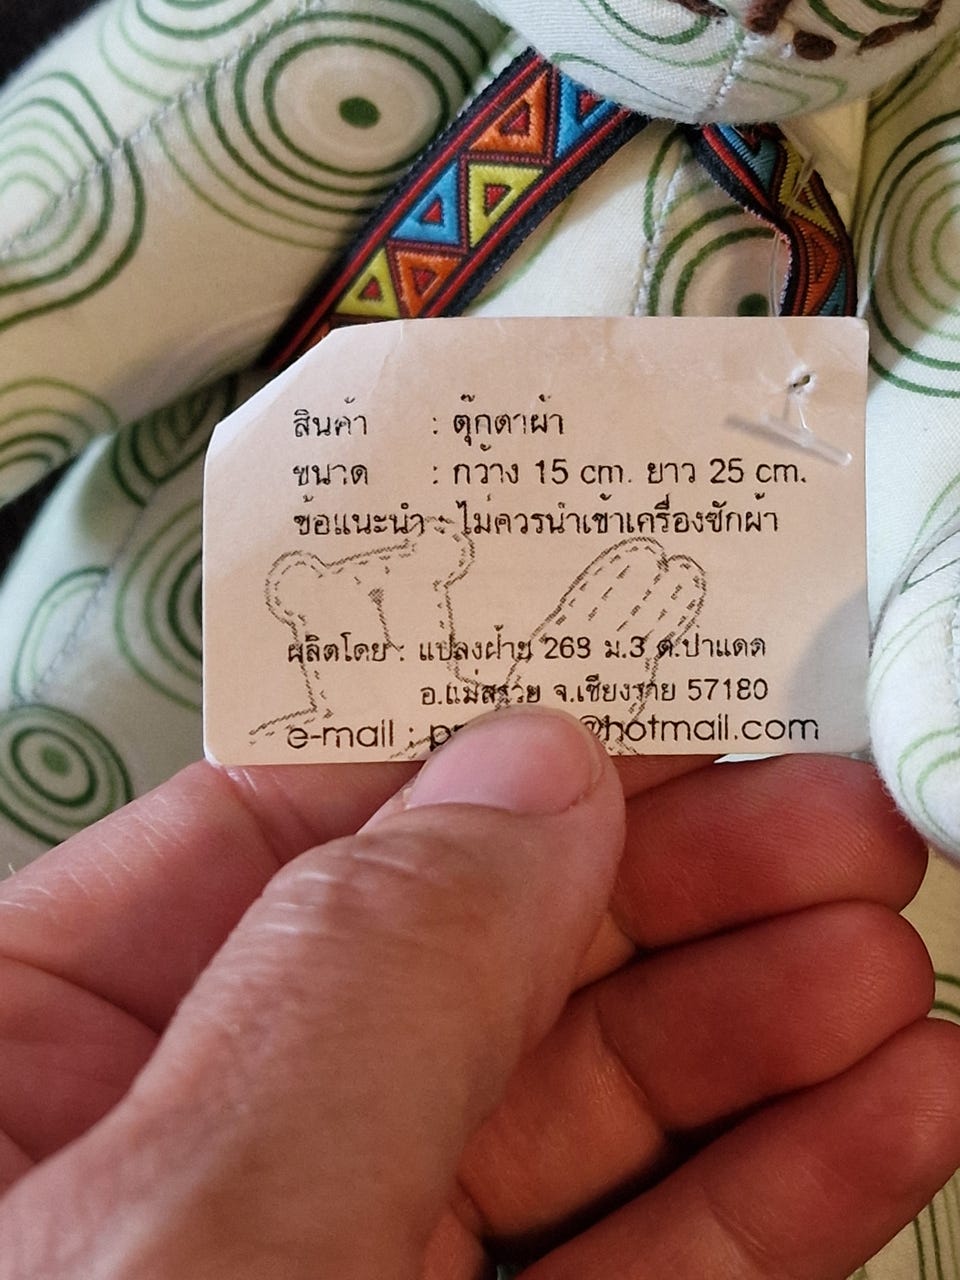 สินค้า : ตุ๊กตาผ้า
ขนาด : กว้าง 15 cm. ยาว 25 cm.
ข้อแนะนำ : ไม่ควรนำเข้าเครื่องซักผ้า
ผลิตโดย : แปลงฝ้าย 268 ม.3 ต.ป่าแดด
อ.แม่สรวย จ.เชียงราย 57180
e-mail : @hotmail.com